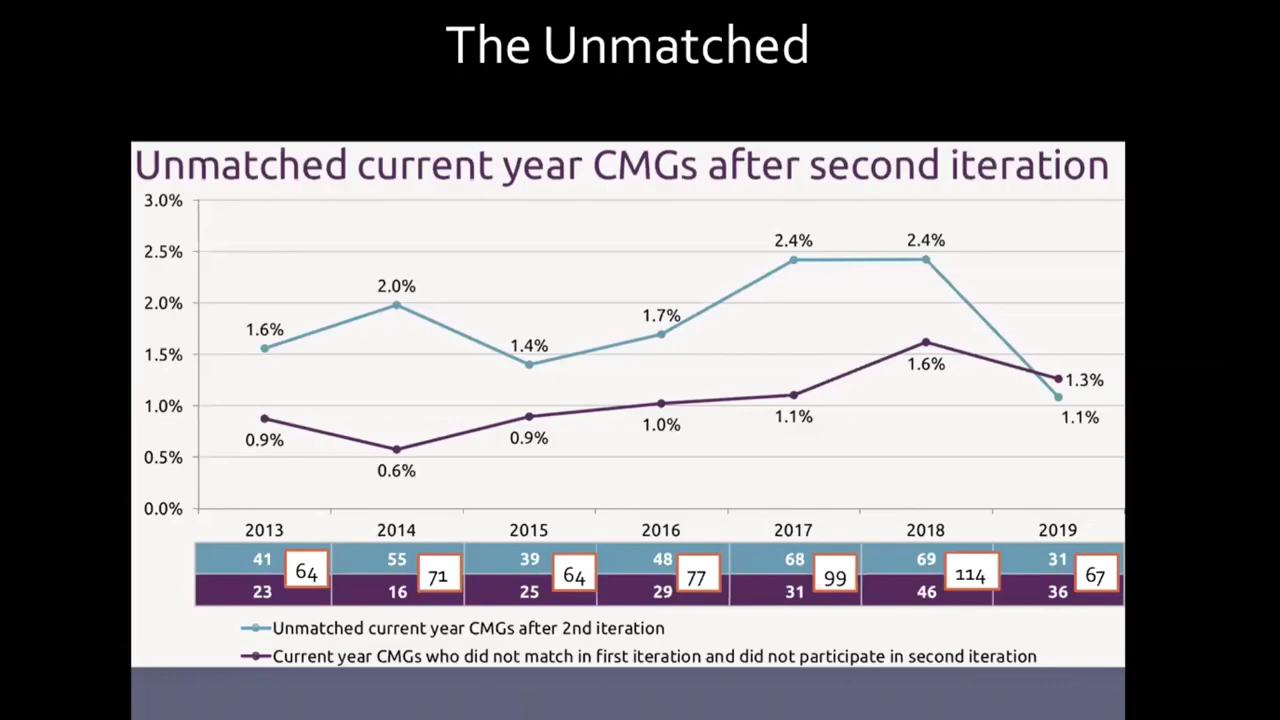 The Unmatched
Unmatched current year CMGs after second iteration
3.0%
2.5%
2.0%
1.5%
1.0%
0.5%
0.0%
1.6%
2.0%
1.4%
1.7%
2.4%
2.4%
1.1%
0.9%
0.6%
0.9%
1.0%
1.1%
1.6%
1.3%
2013 2014 2015 2016 2017 2018 2019
41 55 39 48 68 69 31
64 71 64 77 99 114 67
23 16 25 29 31 46 36
Unmatched current year CMGs after 2nd iteration
Current year CMGs who did not match in first iteration and did not participate in second iteration